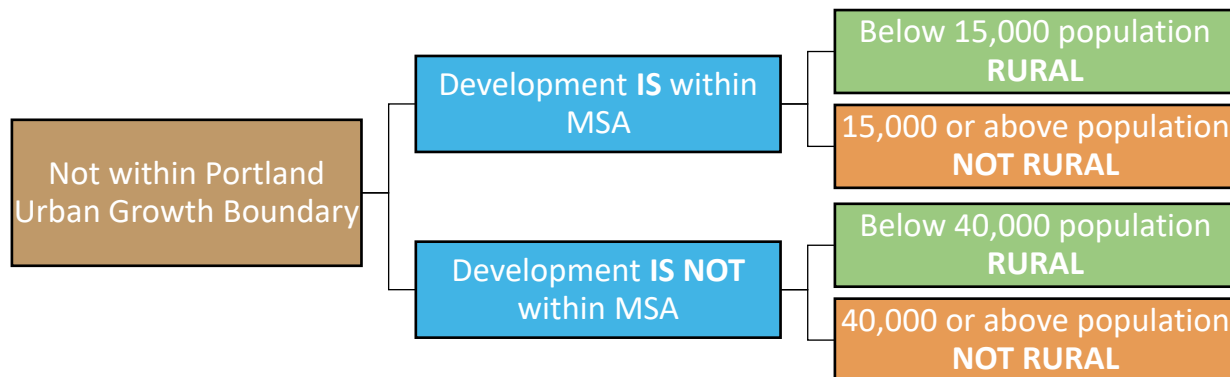 Not within Portland
Urban Growth Boundary
Development IS within
MSA
Below 15,000 population
RURAL
15,000 or above population
NOT RURAL
Development IS NOT
within MSA
Below 40,000 population
RURAL
40,000 or above population
NOT RURAL